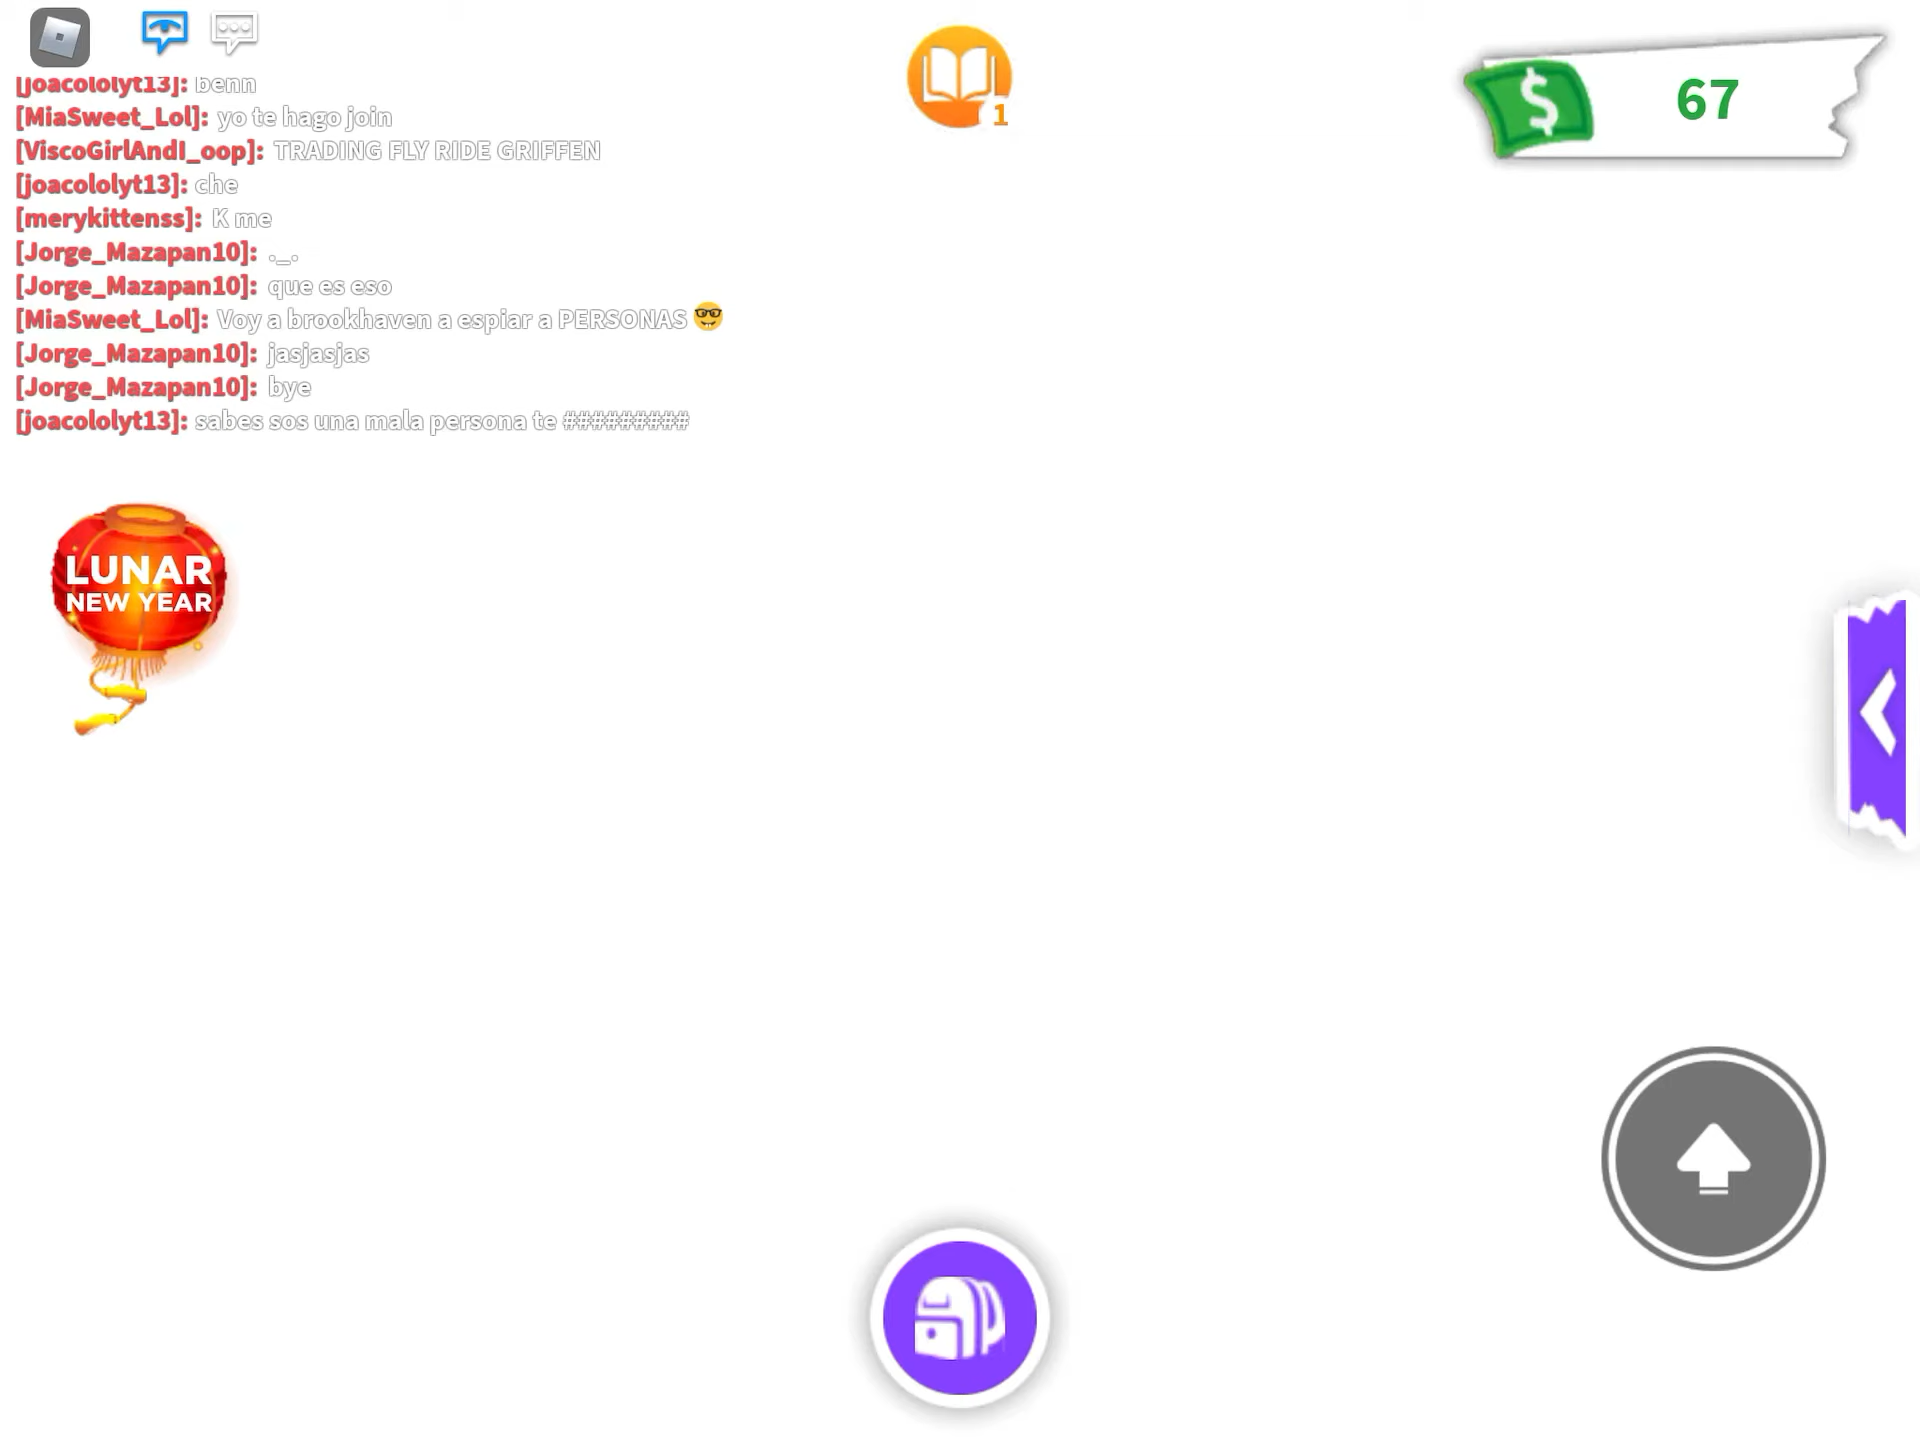 [joacololyt13]: benn
[MiaSweet_Lol]: yo te hago join
[ViscoGirlAndI_oop]: TRADING FLY RIDE GRIFFEN
[joacololyt13]: che
[merykittenss]: K me
[Jorge_Mazapan10]: ._.
[Jorge_Mazapan10]: que es eso
[MiaSweet_Lol]: Voy a brookhaven a espiar a PERSONAS 🤓
[Jorge_Mazapan10]: jasjasjas
[Jorge_Mazapan10]: bye
[joacololyt13]: sabes sos una mala persona te #########
1
$ 67
LUNAR
NEW YEAR